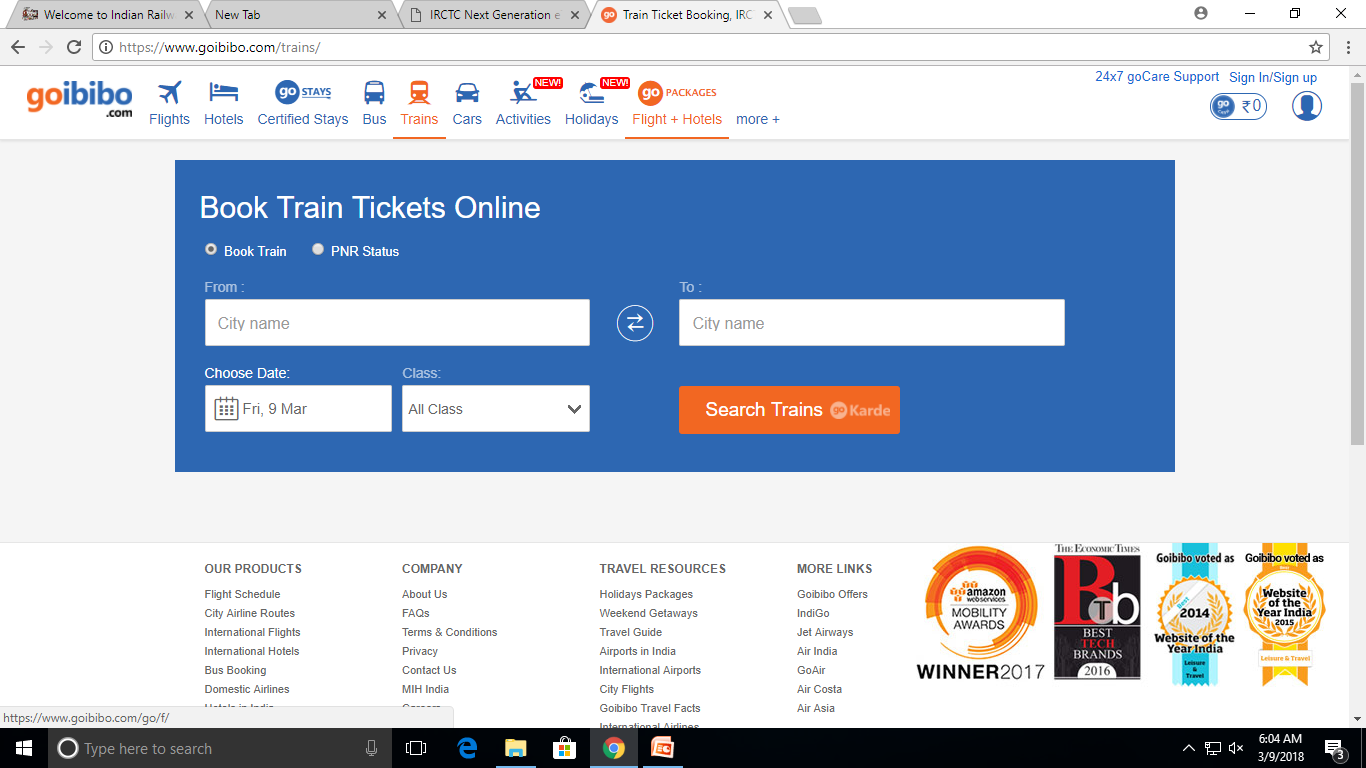 Welcome to Indian Railw
New Tab
IRCTC Next Generation e
Train Ticket Booking, IRC
https://www.goibibo.com/trains/
24x7 goCare Support Sign In/Sign up
goibibo.com
NEW!
NEW!
go STAYS
go PACKAGES
Flights Hotels Certified Stays Bus Trains Cars Activities Holidays Flight + Hotels more +
go ₹0
Book Train Tickets Online
Book Train PNR Status
From :
To :
City name
City name
Choose Date:
Class:
Fri, 9 Mar
All Class
Search Trains go Karde
OUR PRODUCTS
Flight Schedule
City Airline Routes
International Flights
International Hotels
Bus Booking
Domestic Airlines
Hotels in India
COMPANY
About Us
FAQs
Terms & Conditions
Privacy
Contact Us
MIH India
Careers
TRAVEL RESOURCES
Holidays Packages
Weekend Getaways
Travel Guide
Airports in India
International Airports
City Flights
Goibibo Travel Facts
International Airlines
MORE LINKS
Goibibo Offers
IndiGo
Jet Airways
Air India
GoAir
Air Costa
Air Asia
amazon
webservices
MOBILITY
AWARDS
WINNER2017
THE ECONOMIC TIMES
BTb
BEST
TECH
BRANDS
2016
Goibibo voted as
Best
2014
Website of the
Year India
Leisure
&
Travel
Goibibo voted as
Website
of the
Year India
2015
Leisure & Travel
https://www.goibibo.com/go/f/
Type here to search
6:04 AM
3/9/2018
3